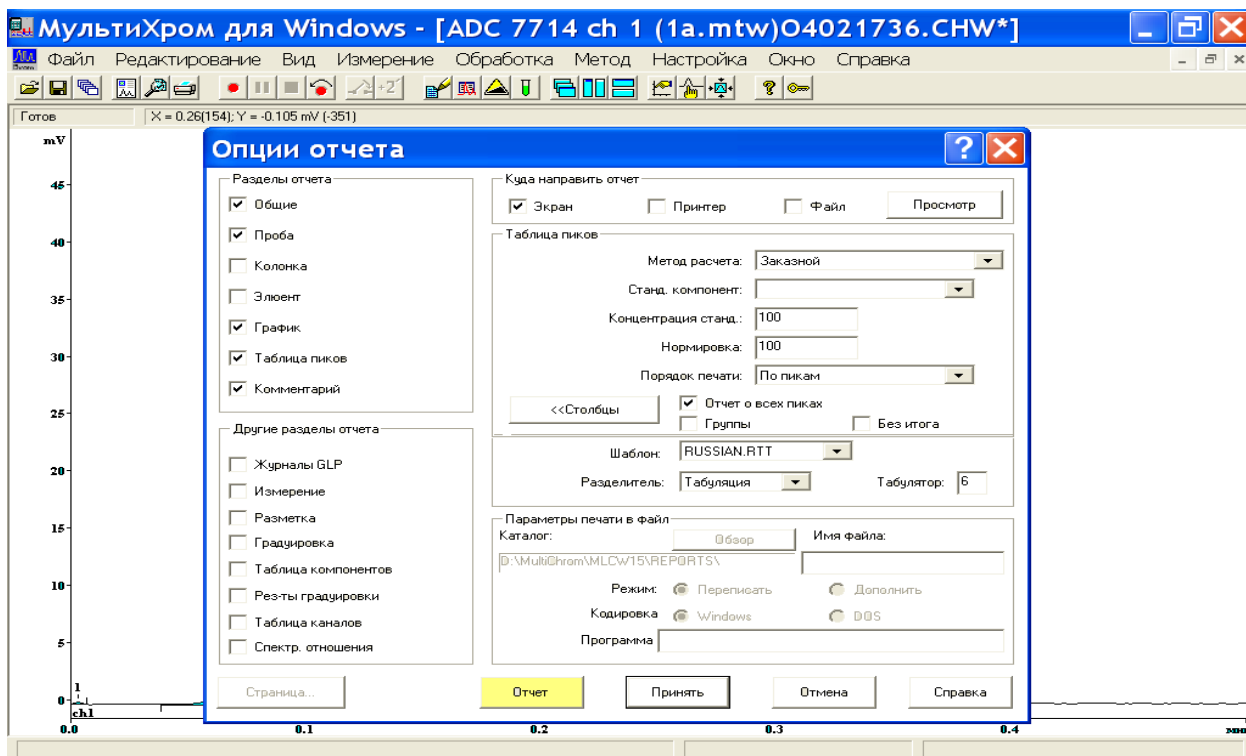 МультиХром для Windows - [ADC 7714 ch 1 (1a.mtw)O4021736.CHW*]
Файл Редактирование Вид Измерение Обработка Метод Настройка Окно Справка
Готов X = 0.26(154); Y = -0.105 mV (-351)
mV
45
40
35
30
25
20
15
10
5
0
1
ch1
0.0 0.1 0.2 0.3 0.4 мин
Опции отчета
Разделы отчета
Общие
Проба
Колонка
Элюент
График
Таблица пиков
Комментарий
Другие разделы отчета
Журналы GLP
Измерение
Разметка
Градуировка
Таблица компонентов
Рез-ты градуировки
Таблица каналов
Спектр. отношения
Страница...
Куда направить отчет
Экран Принтер Файл Просмотр
Таблица пиков
Метод расчета: Заказной
Станд. компонент:
Концентрация станд.: 100
Нормировка: 100
Порядок печати: По пикам
<<Столбцы Отчет о всех пиках
Группы Без итога
Шаблон: RUSSIAN.RTT
Разделитель: Табуляция Табулятор: 6
Параметры печати в файл
Каталог: Обзор Имя файла:
D:\MultiChrom\MLCW15\REPORTS\
Режим: Переписать Дополнить
Кодировка Windows DOS
Программа
Отчет Принять Отмена Справка